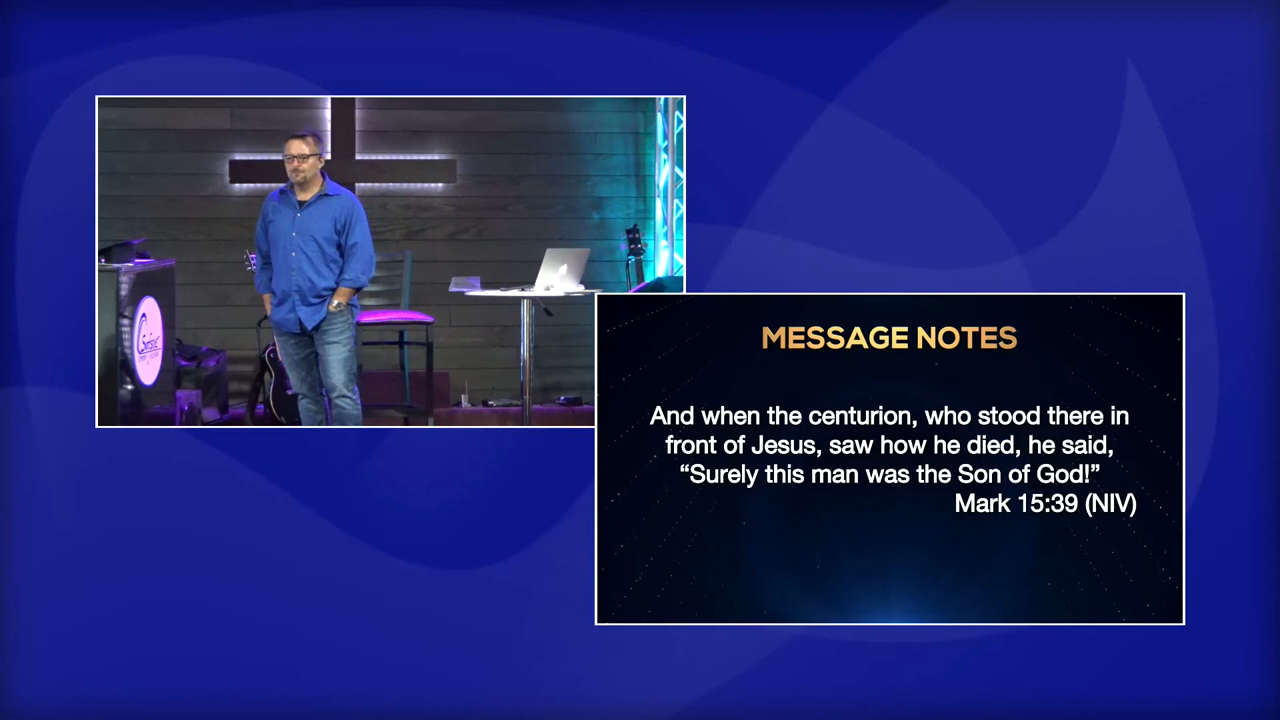 MESSAGE NOTES
And when the centurion, who stood there in
front of Jesus, saw how he died, he said,
“Surely this man was the Son of God!”
Mark 15:39 (NIV)